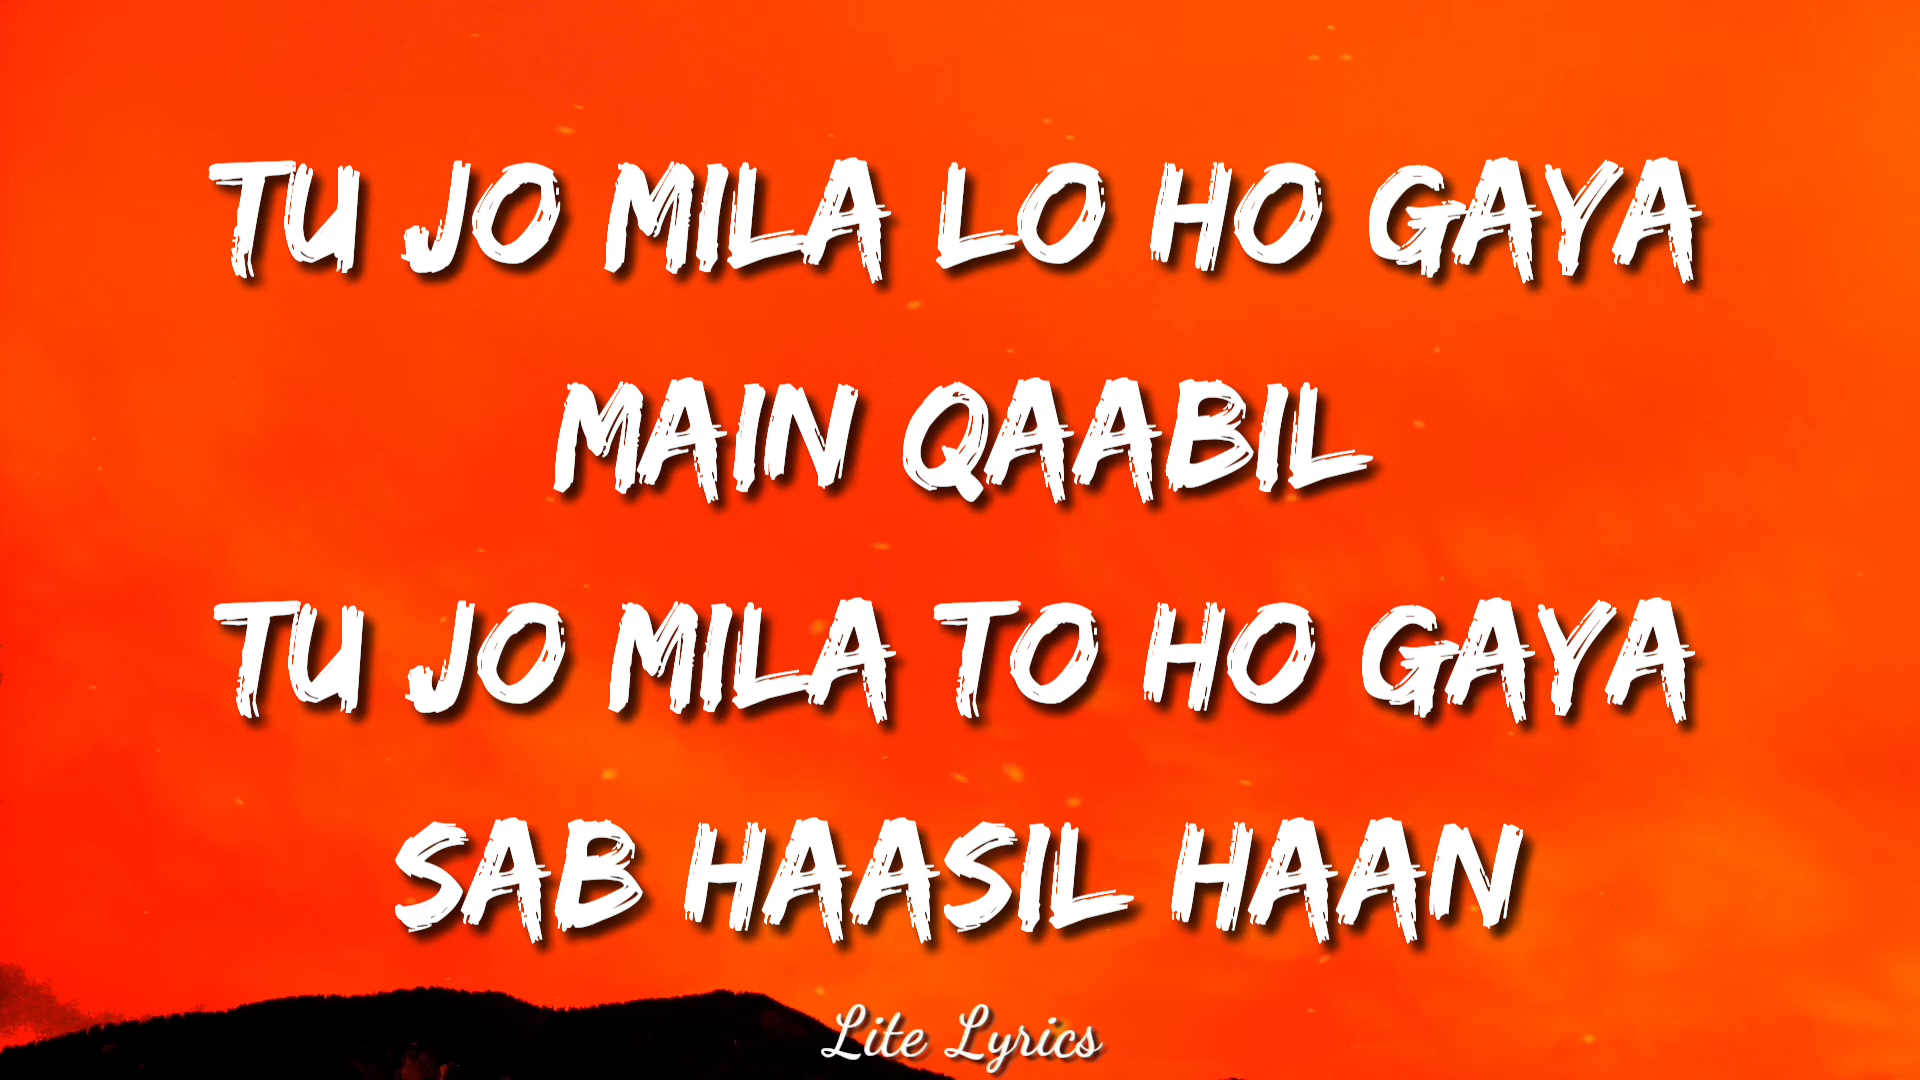 TU JO MILA LO HO GAYA
MAIN QAABIL
TU JO MILA TO HO GAYA
SAB HAASIL HAAN
Lite Lyrics